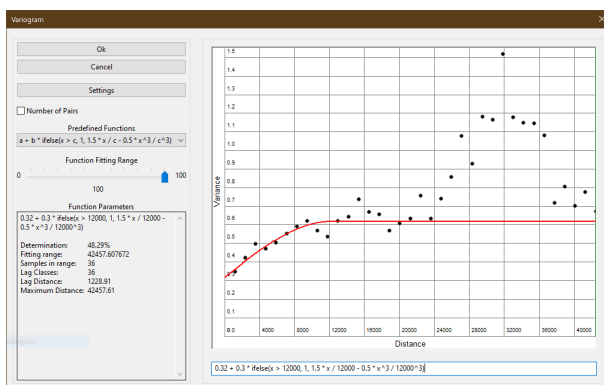 Variogram
Ok
Cancel
Settings
Number of Pairs
Predefined Functions
a + b * ifelse(x > c, 1, 1.5 * x / c - 0.5 * x^3 / c^3)
Function Fitting Range
0
100
100
Function Parameters
0.32 + 0.3 * ifelse(x > 12000, 1, 1.5 * x / 12000 -
0.5 * x^3 / 12000^3)
Determination: 48.29%
Fitting range: 42457.607672
Samples in range: 36
Lag Classes: 36
Lag Distance: 1228.91
Maximum Distance: 42457.61
Variance
1.5
1.4
1.3
1.2
1.1
1.0
0.9
0.8
0.7
0.6
0.5
0.4
0.3
0.2
0.1
0.0 4000 8000 12000 16000 20000 24000 28000 32000 36000 40000
Distance
0.32 + 0.3 * ifelse(x > 12000, 1, 1.5 * x / 12000 - 0.5 * x^3 / 12000^3)